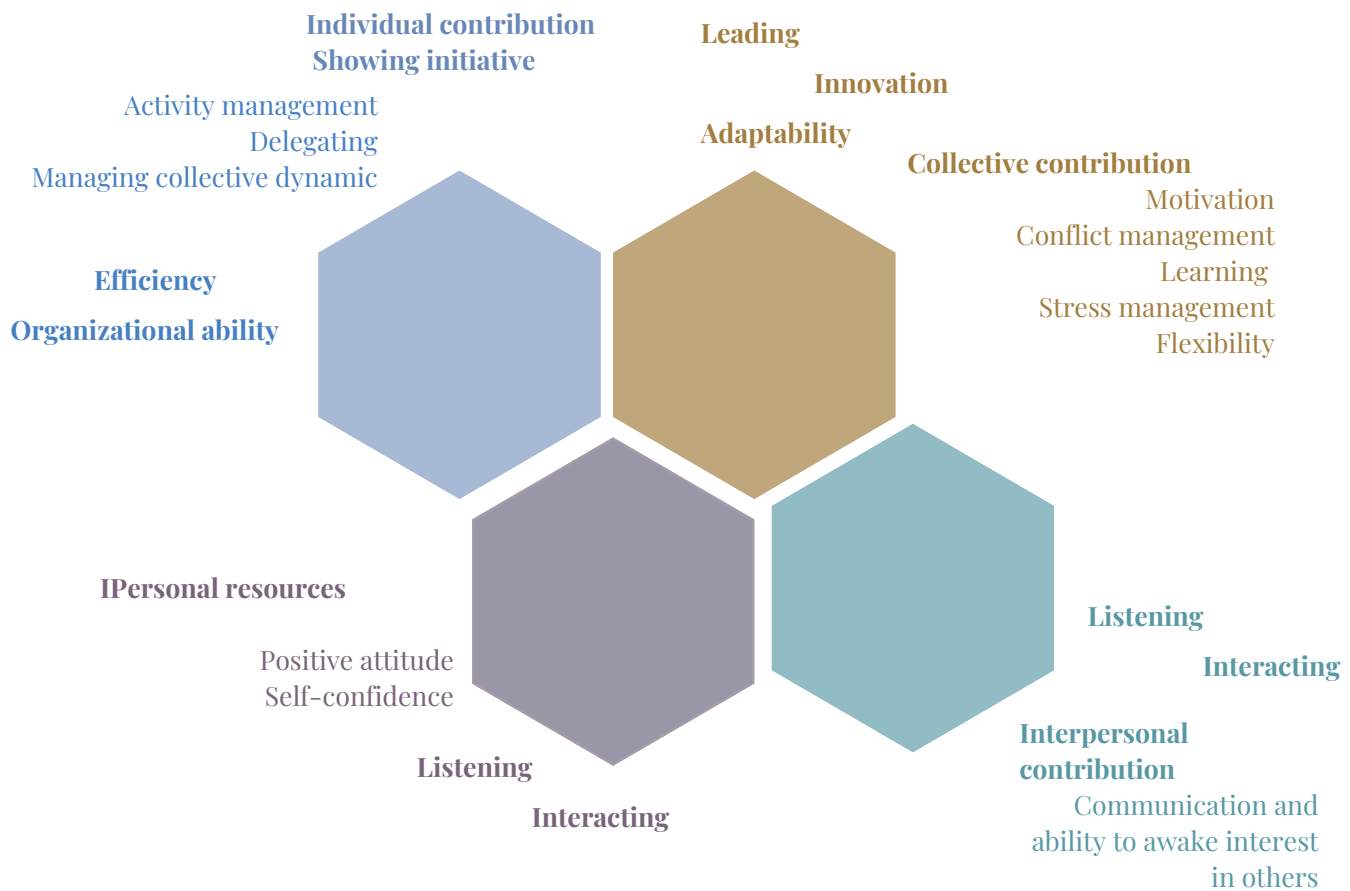 Individual contribution
Showing initiative
Activity management
Delegating
Managing collective dynamic
Efficiency
Organizational ability
Leading
Innovation
Adaptability
Collective contribution
Motivation
Conflict management
Learning
Stress management
Flexibility
IPersonal resources
Positive attitude
Self-confidence
Listening
Interacting
Listening
Interacting
Interpersonal
contribution
Communication and
ability to awake interest
in others